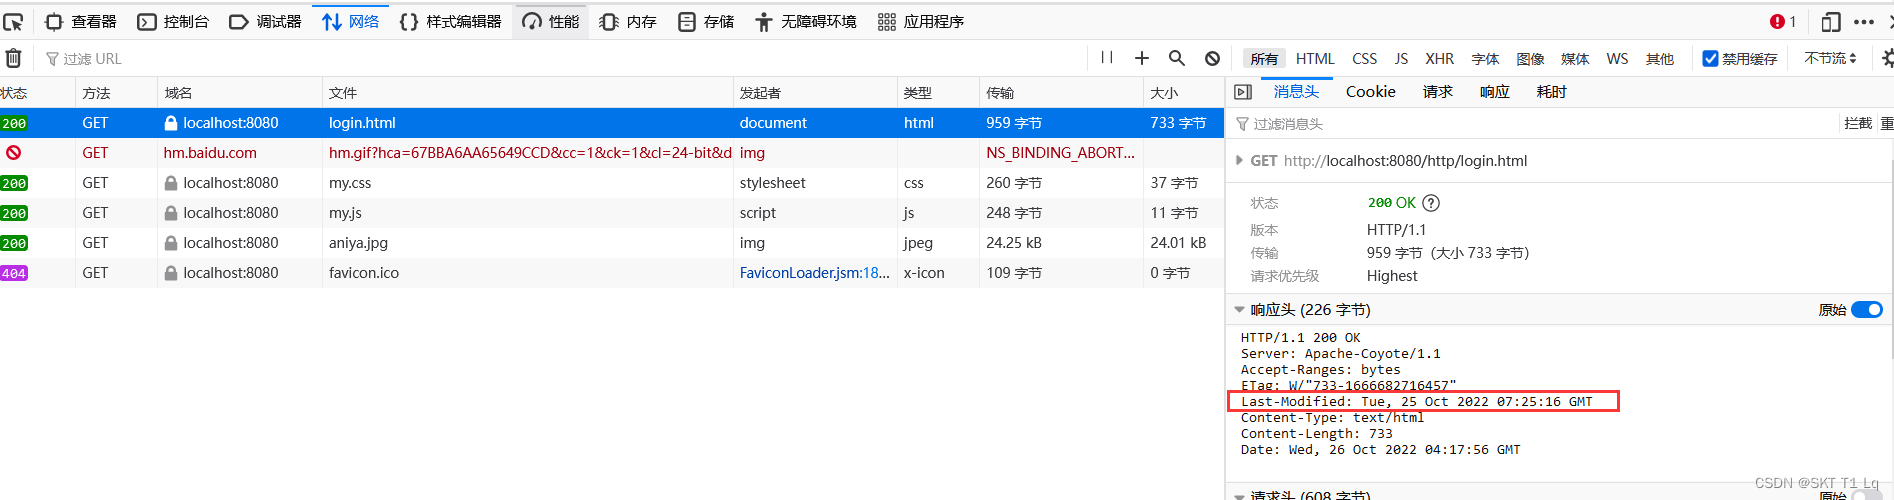 查看器 控制台 调试器 网络 样式编辑器 性能 内存 存储 无障碍环境 应用程序 1
过滤 URL 所有 HTML CSS JS XHR 字体 图像 媒体 WS 其他 禁用缓存 不节流
状态 方法 域名 文件 发起者 类型 传输 大小
200 GET localhost:8080 login.html document html 959 字节 733 字节
GET hm.baidu.com hm.gif?hca=67BBA6AA65649CCD&cc=1&ck=1&cl=24-bit&d img NS_BINDING_ABORT...
200 GET localhost:8080 my.css stylesheet css 260 字节 37 字节
200 GET localhost:8080 my.js script js 248 字节 11 字节
200 GET localhost:8080 aniya.jpg img jpeg 24.25 kB 24.01 kB
404 GET localhost:8080 favicon.ico FaviconLoader.jsm:18... x-icon 109 字节 0 字节
消息头 Cookie 请求 响应 耗时
过滤消息头 拦截 重
GET http://localhost:8080/http/login.html
状态 200 OK ?
版本 HTTP/1.1
传输 959 字节（大小 733 字节）
请求优先级 Highest
响应头 (226 字节) 原始
HTTP/1.1 200 OK
Server: Apache-Coyote/1.1
Accept-Ranges: bytes
ETag: W/"733-1666682716457"
Last-Modified: Tue, 25 Oct 2022 07:25:16 GMT
Content-Type: text/html
Content-Length: 733
Date: Wed, 26 Oct 2022 04:17:56 GMT
请求头 (608 字节) 原始
CSDN @SKT T1 Lq